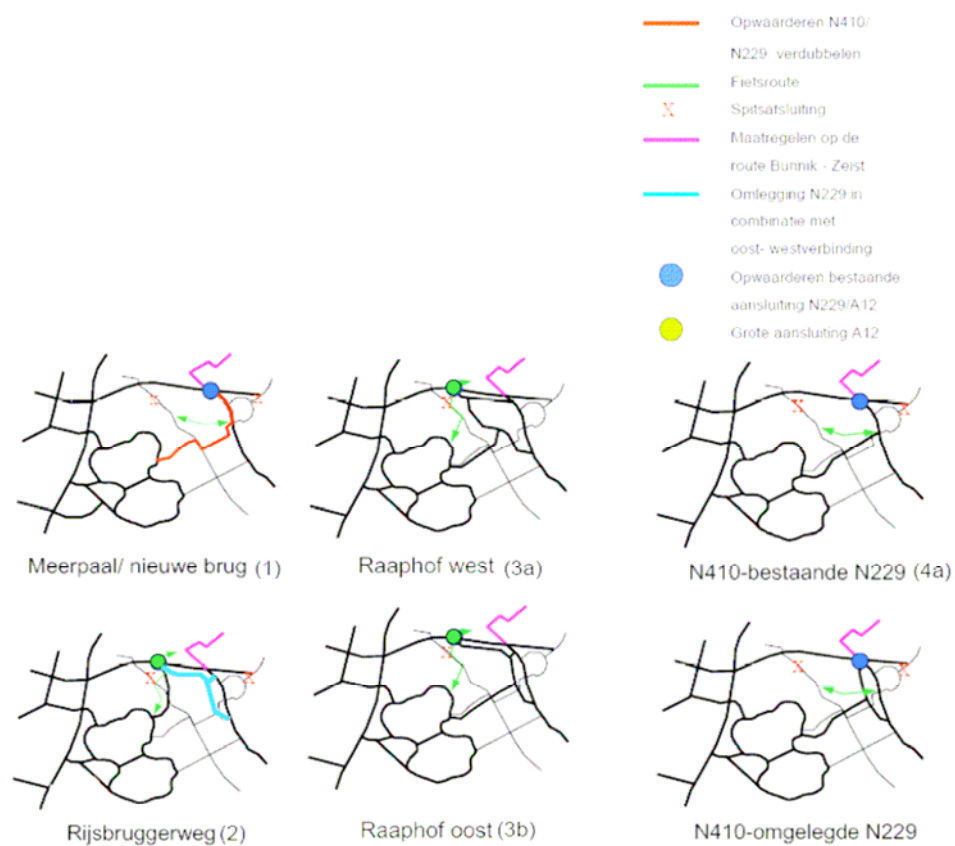 Opwaarderen N410/
N229 verdubbelen
Fietsroute
X Spitsafsluiting
Maatregelen op de
route Bunnik - Zeist
Omlegging N229 in
combinatie met
oost- westverbinding
Opwaarderen bestaande
aansluiting N229/A12
Grote aansluiting A12
X X
X
X X
Meerpaal/ nieuwe brug (1)
Raaphof west (3a)
N410-bestaande N229 (4a)
X X
X
X X
Rijsbruggerweg (2)
Raaphof oost (3b)
N410-omgelegde N229